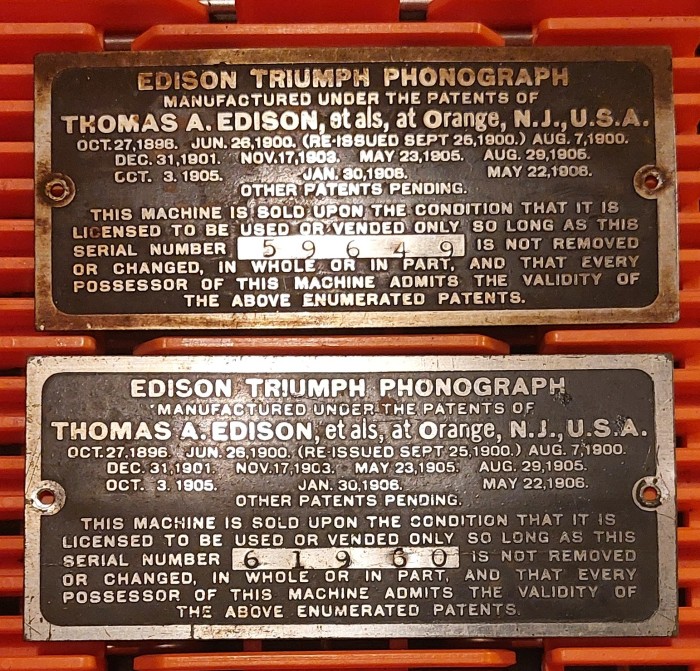 EDISON TRIUMPH PHONOGRAPH
MANUFACTURED UNDER THE PATENTS OF
THOMAS A. EDISON, et als, at Orange, N.J., U.S.A.
OCT.27,1896. JUN.26,1900. (RE-ISSUED SEPT 25,1900.) AUG.7,1900.
DEC.31,1901. NOV.17,1903. MAY 23,1905. AUG.29,1905.
OCT. 3.1905. JAN.30,1906. MAY 22,1906.
OTHER PATENTS PENDING.
THIS MACHINE IS SOLD UPON THE CONDITION THAT IT IS
LICENSED TO BE USED OR VENDED ONLY SO LONG AS THIS
SERIAL NUMBER 59649 IS NOT REMOVED
OR CHANGED, IN WHOLE OR IN PART, AND THAT EVERY
POSSESSOR OF THIS MACHINE ADMITS THE VALIDITY OF
THE ABOVE ENUMERATED PATENTS.
EDISON TRIUMPH PHONOGRAPH
MANUFACTURED UNDER THE PATENTS OF
THOMAS A. EDISON, et als, at Orange, N.J., U.S.A.
OCT.27.1896. JUN.26,1900. (RE-ISSUED SEPT 25.1900.) AUG.7,1900.
DEC.31,1901. NOV.17,1903. MAY 23,1905. AUG.29,1905.
OCT. 3.1905. JAN.30,1906. MAY 22,1906.
OTHER PATENTS PENDING.
THIS MACHINE IS SOLD UPON THE CONDITION THAT IT IS
LICENSED TO BE USED OR VENDED ONLY SO LONG AS THIS
SERIAL NUMBER 61960 IS NOT REMOVED
OR CHANGED, IN WHOLE OR IN PART, AND THAT EVERY
POSSESSOR OF THIS MACHINE ADMITS THE VALIDITY OF
THE ABOVE ENUMERATED PATENTS.